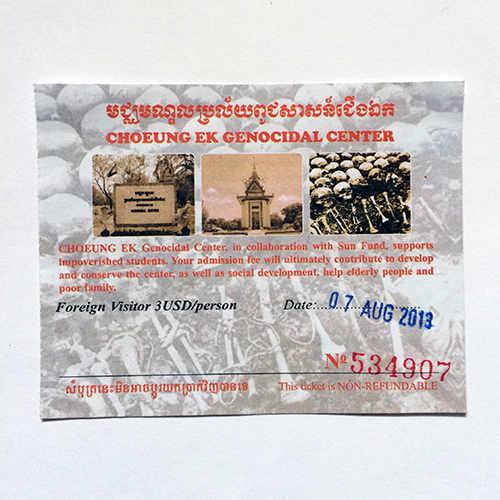 មជ្ឈមណ្ឌលប្រល័យពូជសាសន៍ជើងឯក
CHOEUNG EK GENOCIDAL CENTER
CHOEUNG EK Genocidal Center, in collaboration with Sun Fund, supports
impoverished students. Your admission fee will ultimately contribute to develop
and conserve the center, as well as social development, help elderly people and
poor family.
Foreign Visitor 3USD/person Date:..................... 07 AUG 2013
№ 534907
សំបុត្រនេះមិនអាចប្តូរយកប្រាក់វិញបានទេ This ticket is NON-REFUNDABLE